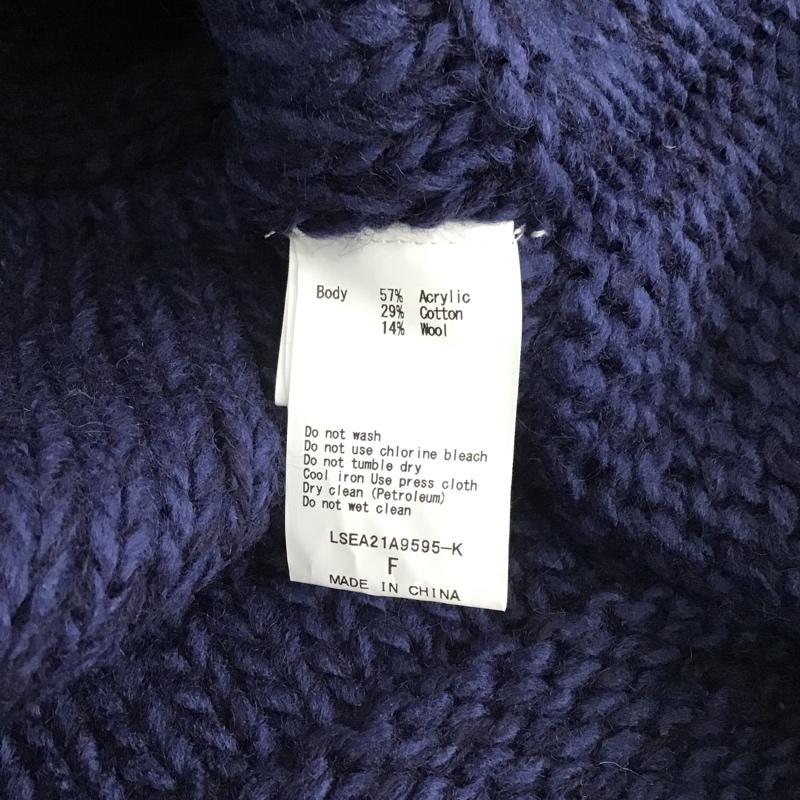 Body 57% Acrylic
29% Cotton
14% Wool
Do not wash
Do not use chlorine bleach
Do not tumble dry
Cool iron Use press cloth
Dry clean (Petroleum)
Do not wet clean
LSEA21A9595-K
F
MADE IN CHINA